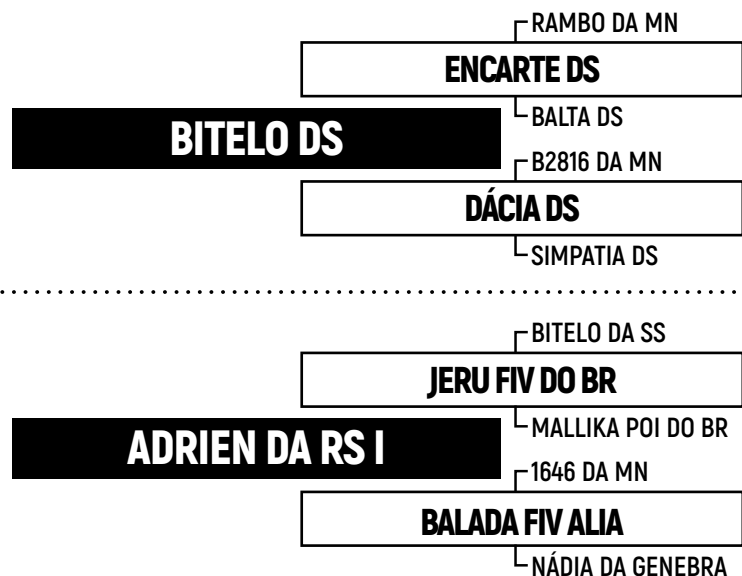 RAMBO DA MN
ENCARTE DS
BALTA DS
BITELO DS
B2816 DA MN
DÁCIA DS
SIMPATIA DS
BITELO DA SS
JERU FIV DO BR
MALLIKA POI DO BR
ADRIEN DA RS I
1646 DA MN
BALADA FIV ALIA
NÁDIA DA GENEBRA